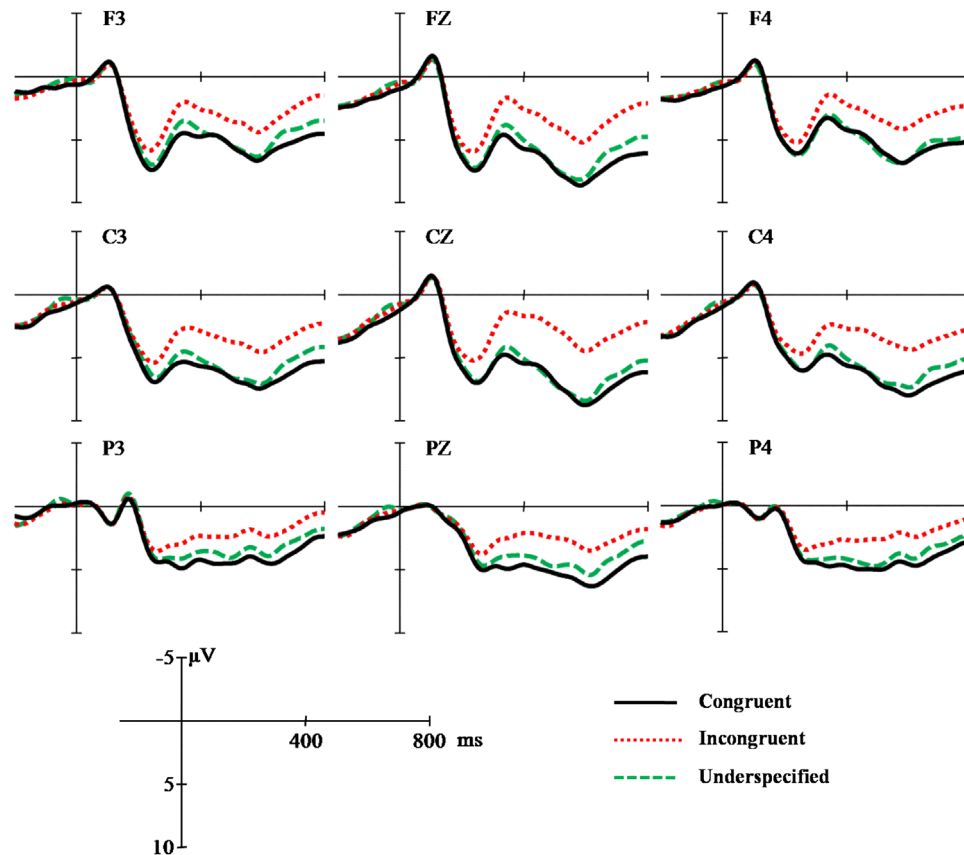 F3 FZ F4
C3 CZ C4
P3 PZ P4
-5 μV
400 800 ms
5
10
Congruent
Incongruent
Underspecified